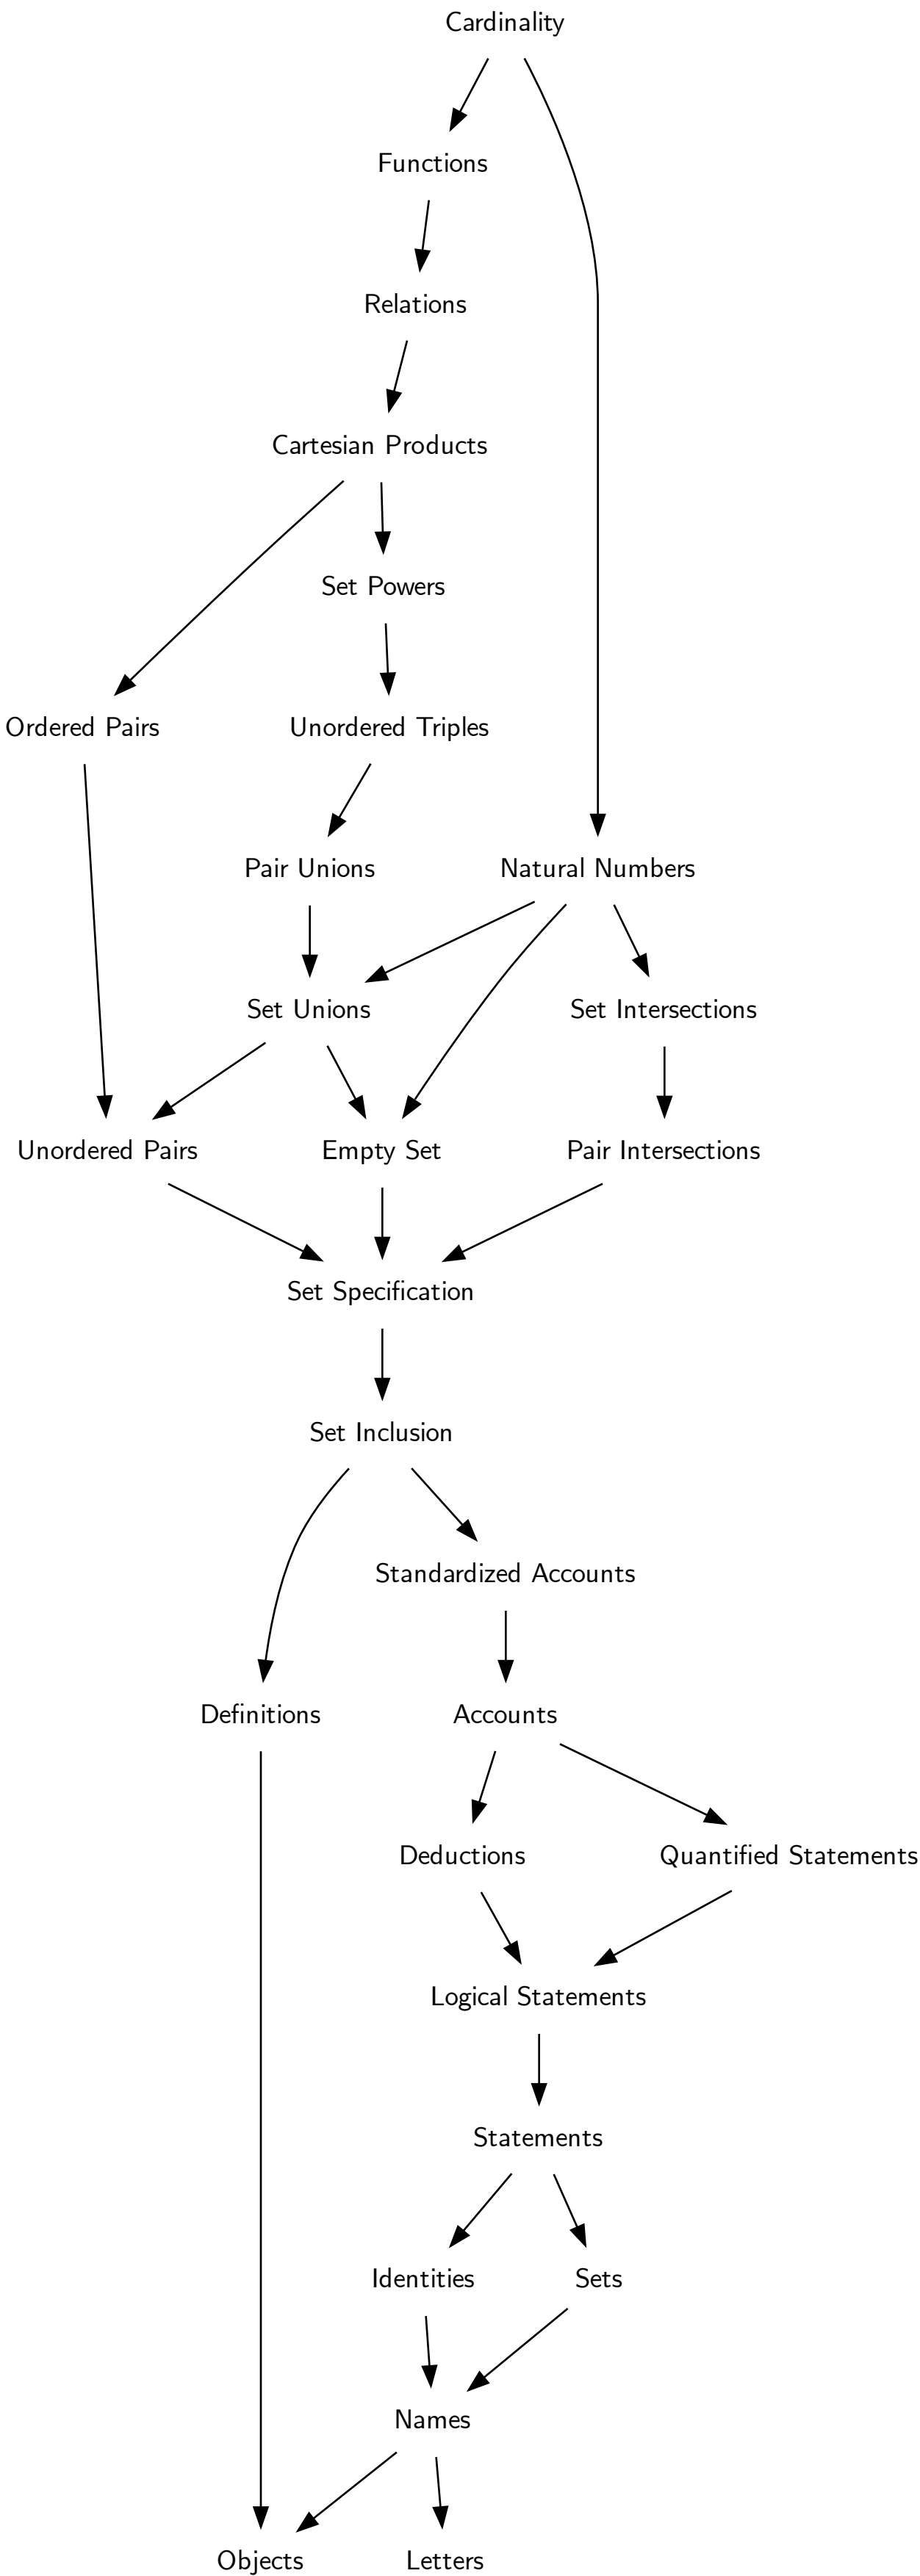 Cardinality
Functions
Relations
Cartesian Products
Set Powers
Ordered Pairs
Unordered Triples
Pair Unions
Natural Numbers
Set Unions
Set Intersections
Unordered Pairs
Empty Set
Pair Intersections
Set Specification
Set Inclusion
Standardized Accounts
Definitions
Accounts
Deductions
Quantified Statements
Logical Statements
Statements
Identities
Sets
Names
Objects
Letters